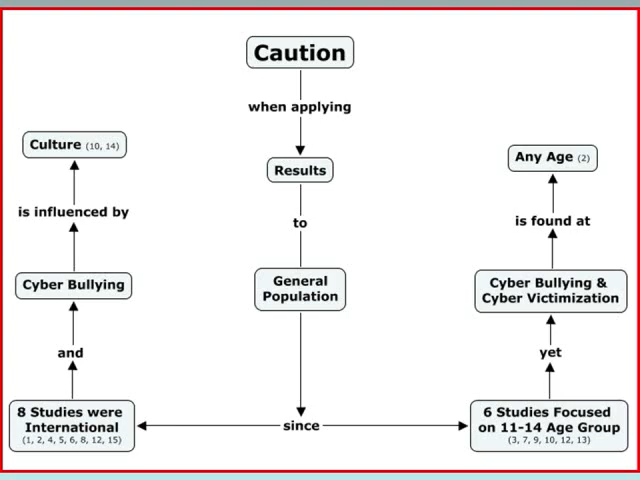 Caution
when applying
Results
to
General
Population
since
8 Studies were
International
(1, 2, 4, 5, 6, 8, 12, 15)
and
Cyber Bullying
is influenced by
Culture (10, 14)
6 Studies Focused
on 11-14 Age Group
(3, 7, 9, 10, 12, 13)
yet
Cyber Bullying &
Cyber Victimization
is found at
Any Age (2)